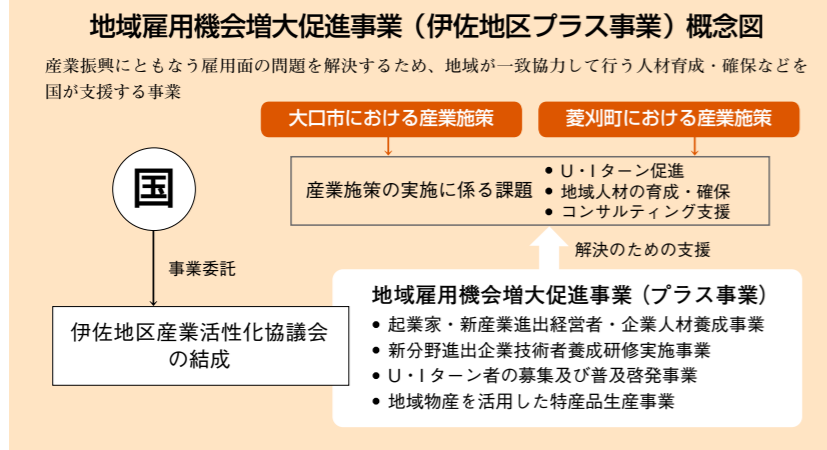 地域雇用機会増大促進事業（伊佐地区プラス事業）概念図
産業振興にともなう雇用面の問題を解決するため、地域が一致協力して行う人材育成・確保などを
国が支援する事業
大口市における産業施策
菱刈町における産業施策
国
産業施策の実施に係る課題
• U・Iターン促進
• 地域人材の育成・確保
• コンサルティング支援
事業委託
解決のための支援
伊佐地区産業活性化協議会
の結成
地域雇用機会増大促進事業（プラス事業）
• 起業家・新産業進出経営者・企業人材養成事業
• 新分野進出企業技術者養成研修実施事業
• U・Iターン者の募集及び普及啓発事業
• 地域物産を活用した特産品生産事業